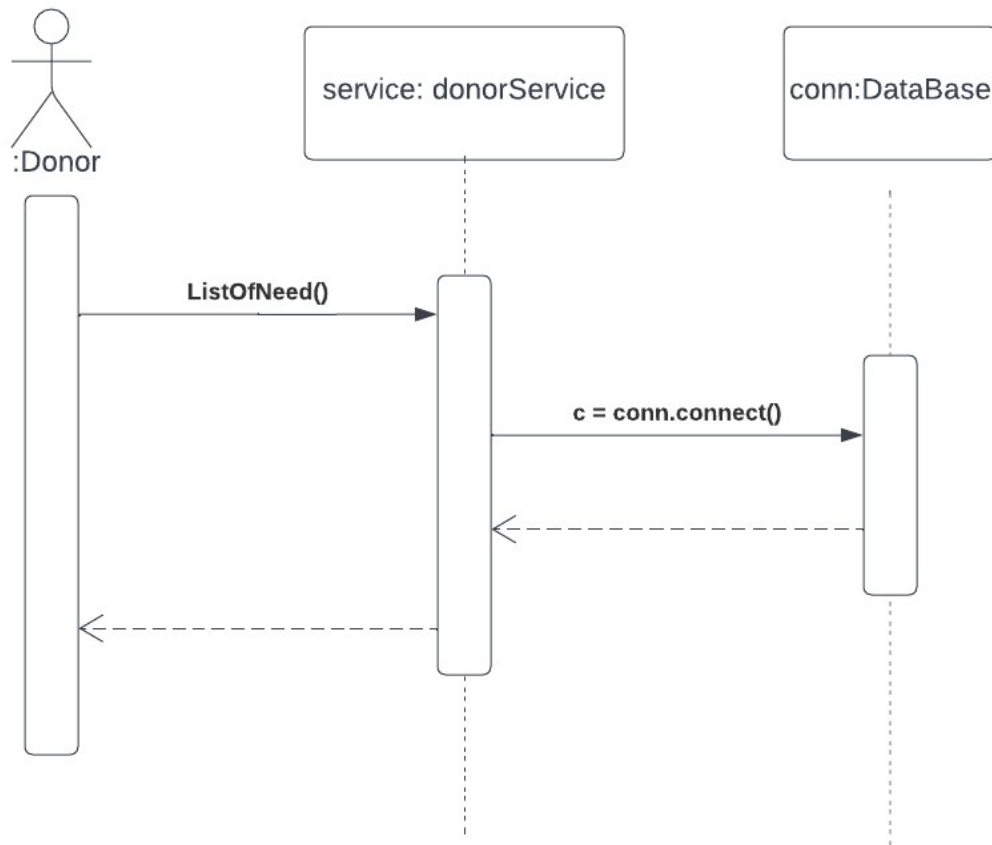 service: donorService
conn:DataBase
:Donor
ListOfNeed()
c = conn.connect()